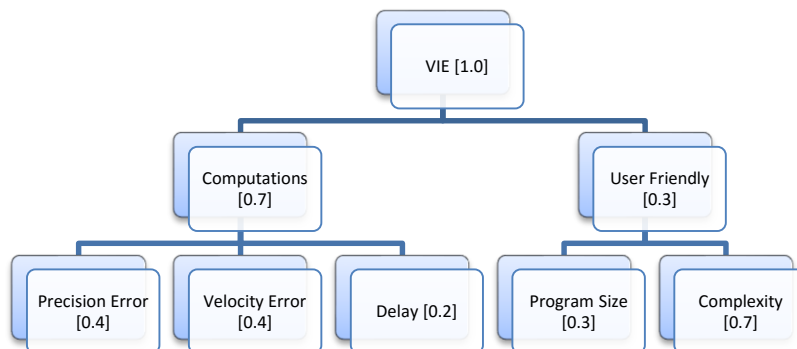 VIE [1.0]
Computations
[0.7]
User Friendly
[0.3]
Precision Error
[0.4]
Velocity Error
[0.4]
Delay [0.2]
Program Size
[0.3]
Complexity
[0.7]